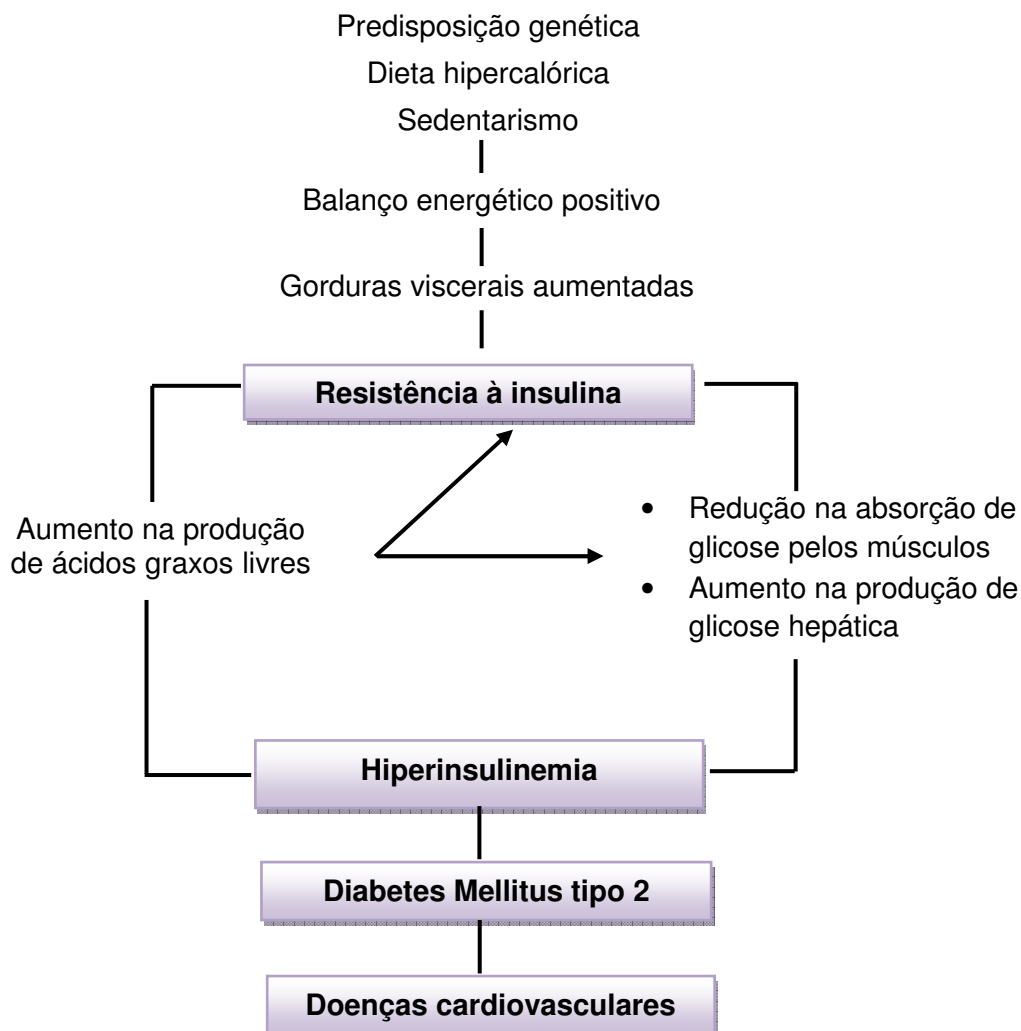 Predisposição genética
Dieta hipercalórica
Sedentarismo
Balanço energético positivo
Gorduras viscerais aumentadas
Resistência à insulina
Aumento na produção
de ácidos graxos livres
• Redução na absorção de
glicose pelos músculos
• Aumento na produção de
glicose hepática
Hiperinsulinemia
Diabetes Mellitus tipo 2
Doenças cardiovasculares